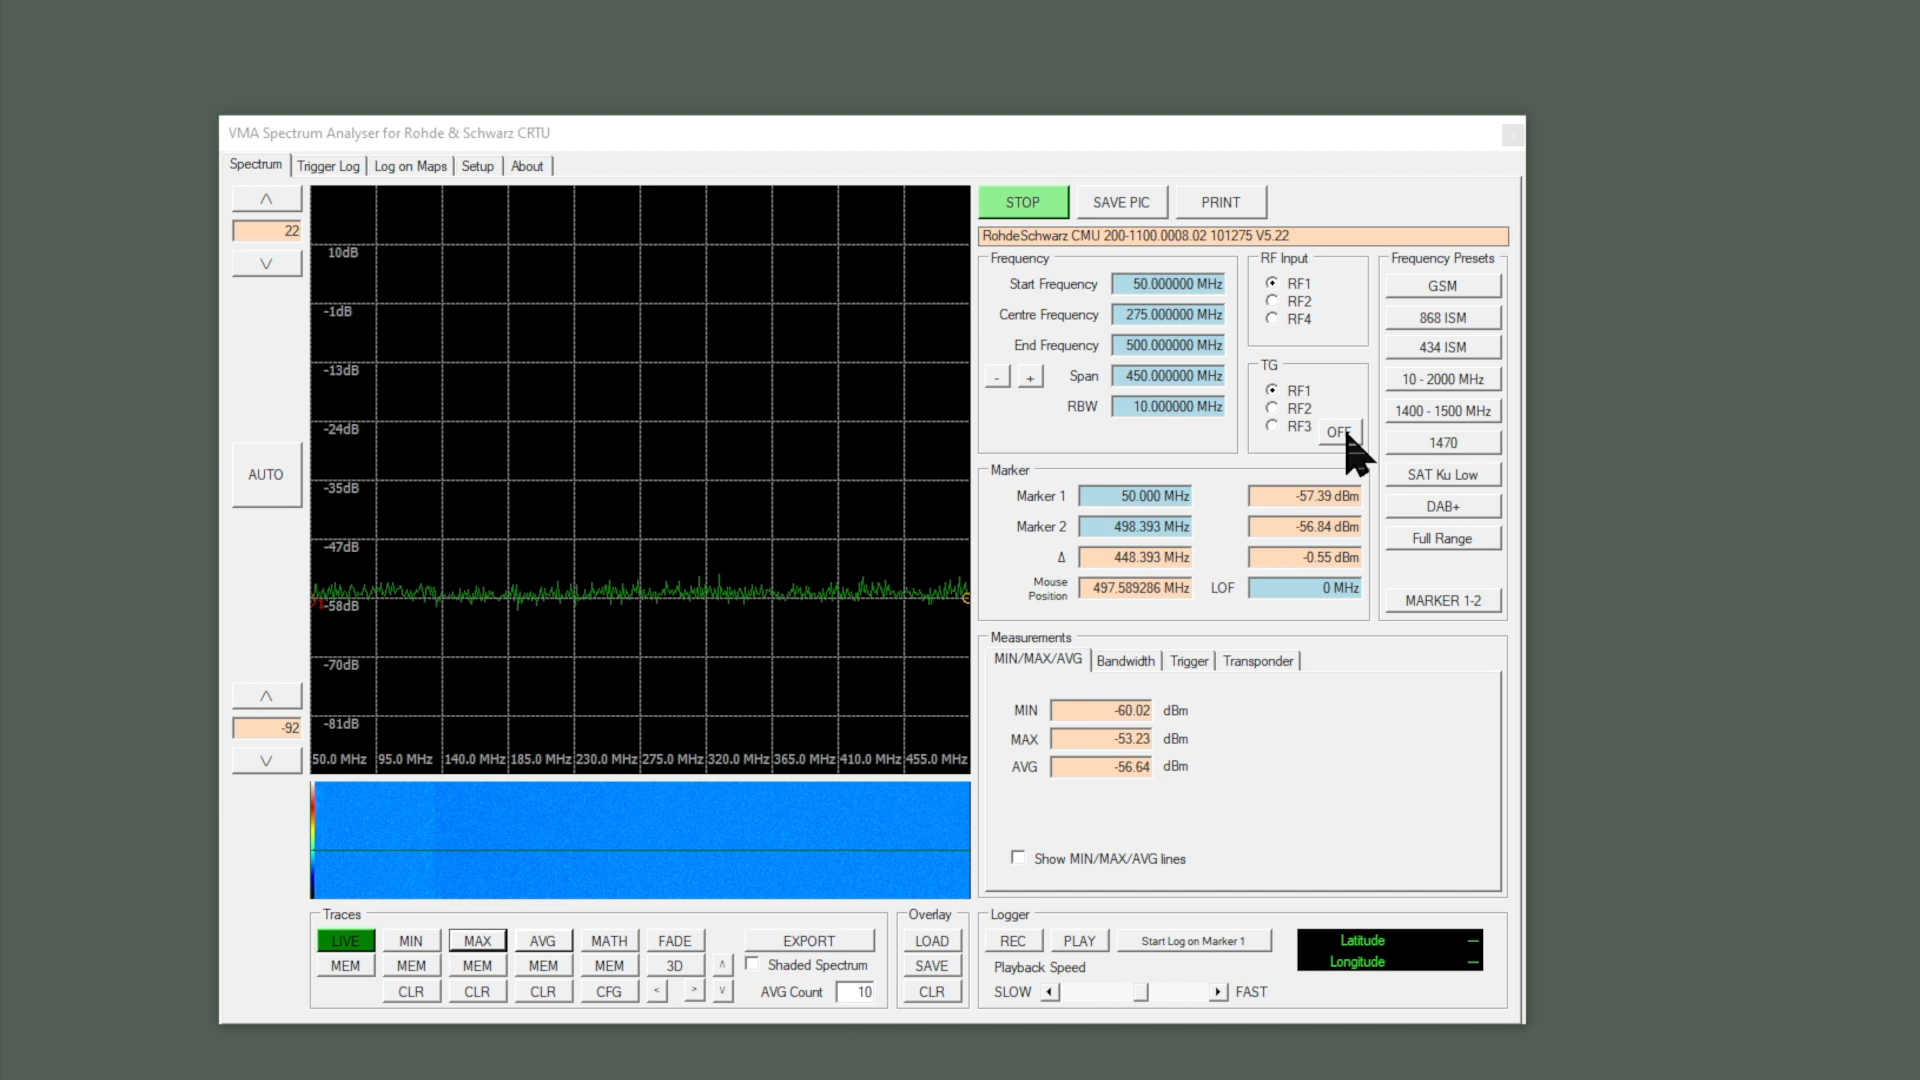 VMA Spectrum Analyser for Rohde & Schwarz CRTU
Spectrum Trigger Log Log on Maps Setup About
22
AUTO
-92
10dB
-1dB
-13dB
-24dB
-35dB
-47dB
1-58dB
-70dB
-81dB
50.0 MHz 95.0 MHz 140.0 MHz 185.0 MHz 230.0 MHz 275.0 MHz 320.0 MHz 365.0 MHz 410.0 MHz 455.0 MHz
STOP SAVE PIC PRINT
RohdeSchwarz CMU 200-1100.0008.02 101275 V5.22
Frequency
Start Frequency 50.000000 MHz
Centre Frequency 275.000000 MHz
End Frequency 500.000000 MHz
- + Span 450.000000 MHz
RBW 10.000000 MHz
RF Input
RF1
RF2
RF4
TG
RF1
RF2
RF3 OFF
Frequency Presets
GSM
868 ISM
434 ISM
10 - 2000 MHz
1400 - 1500 MHz
1470
SAT Ku Low
DAB+
Full Range
MARKER 1-2
Marker
Marker 1 50.000 MHz -57.39 dBm
Marker 2 498.393 MHz -56.84 dBm
Δ 448.393 MHz -0.55 dBm
Mouse Position 497.589286 MHz LOF 0 MHz
Measurements
MIN/MAX/AVG Bandwidth Trigger Transponder
MIN -60.02 dBm
MAX -53.23 dBm
AVG -56.64 dBm
Show MIN/MAX/AVG lines
Traces
LIVE MIN MAX AVG MATH FADE EXPORT
MEM MEM MEM MEM MEM 3D ^ Shaded Spectrum
CLR CLR CLR CFG < > v AVG Count 10
Overlay
LOAD
SAVE
CLR
Logger
REC PLAY Start Log on Marker 1
Playback Speed
SLOW FAST
Latitude ---
Longitude ---